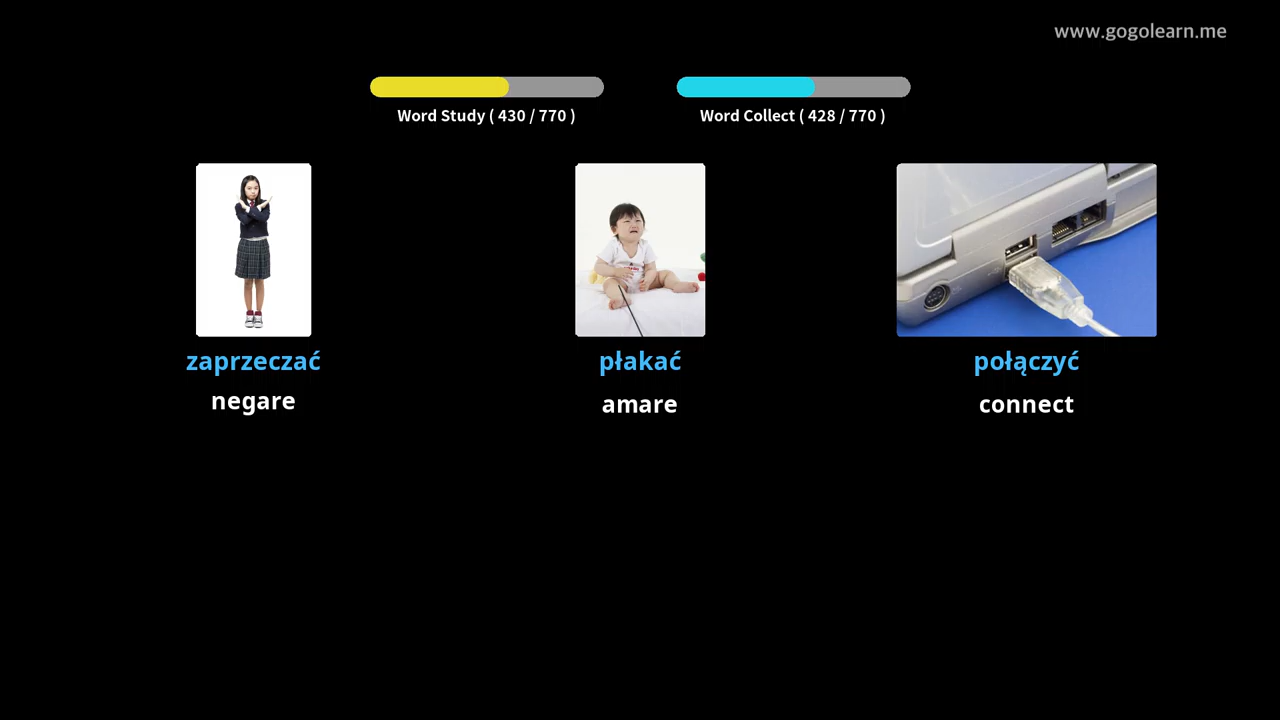 www.gogolearn.me
Word Study ( 430 / 770 )
Word Collect ( 428 / 770 )
zaprzeczać
płakać
połączyć
negare
amare
connect